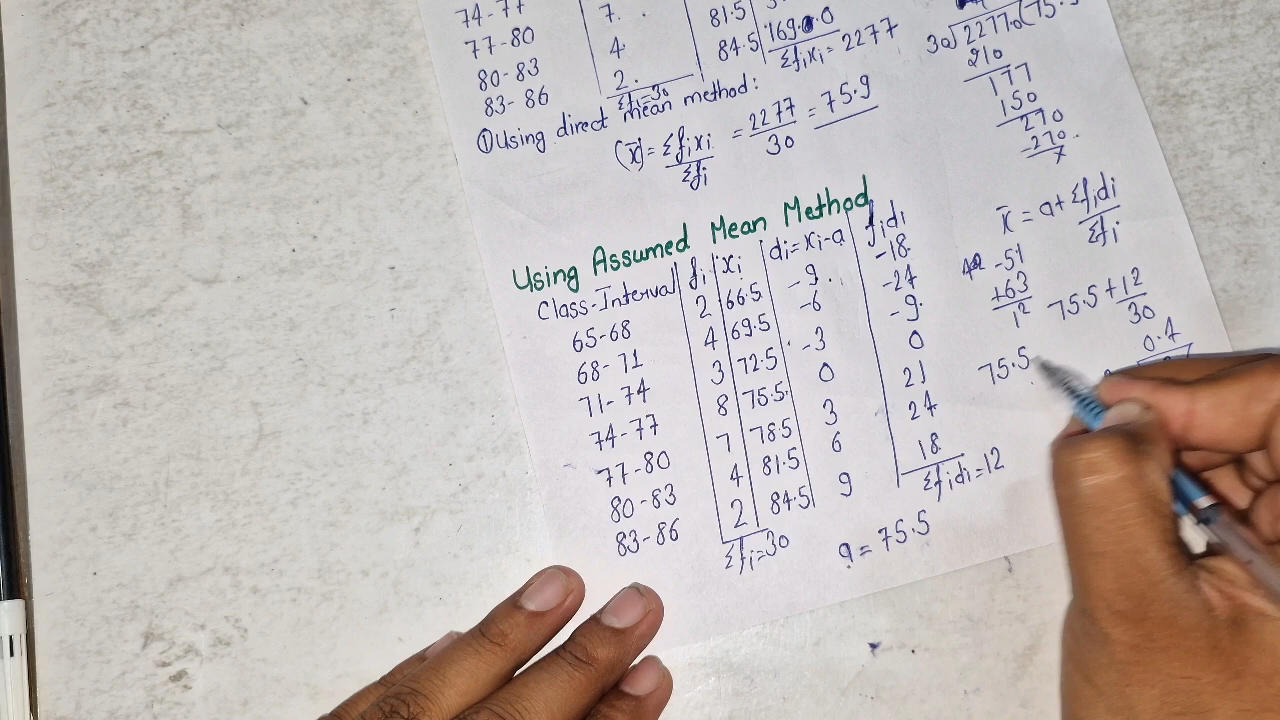 74-77 7. 81.5
77-80 4. 84.5 169.0 0
80-83 2. Σfixi = 2277
83-86 Σfi=30
① Using direct mean method:
(x̄) = Σfixi/Σfi = 2277/30 = 75.9
30)22770(75.
210
177
150
270
-270
x
Using Assumed Mean Method
Class-Interval fi xi di=xi-a fidi
65-68 2 66.5 -9 -18
68-71 4 69.5 -6 -24
71-74 3 72.5 -3 -9
74-77 8 75.5 0 0
77-80 7 78.5 3 21
80-83 4 81.5 6 24
83-86 2 84.5 9 18
Σfi=30 Σfidi=12
a = 75.5
x̄ = a + Σfidi/Σfi
-51
+63
12
75.5 + 12/30
0.4
75.5